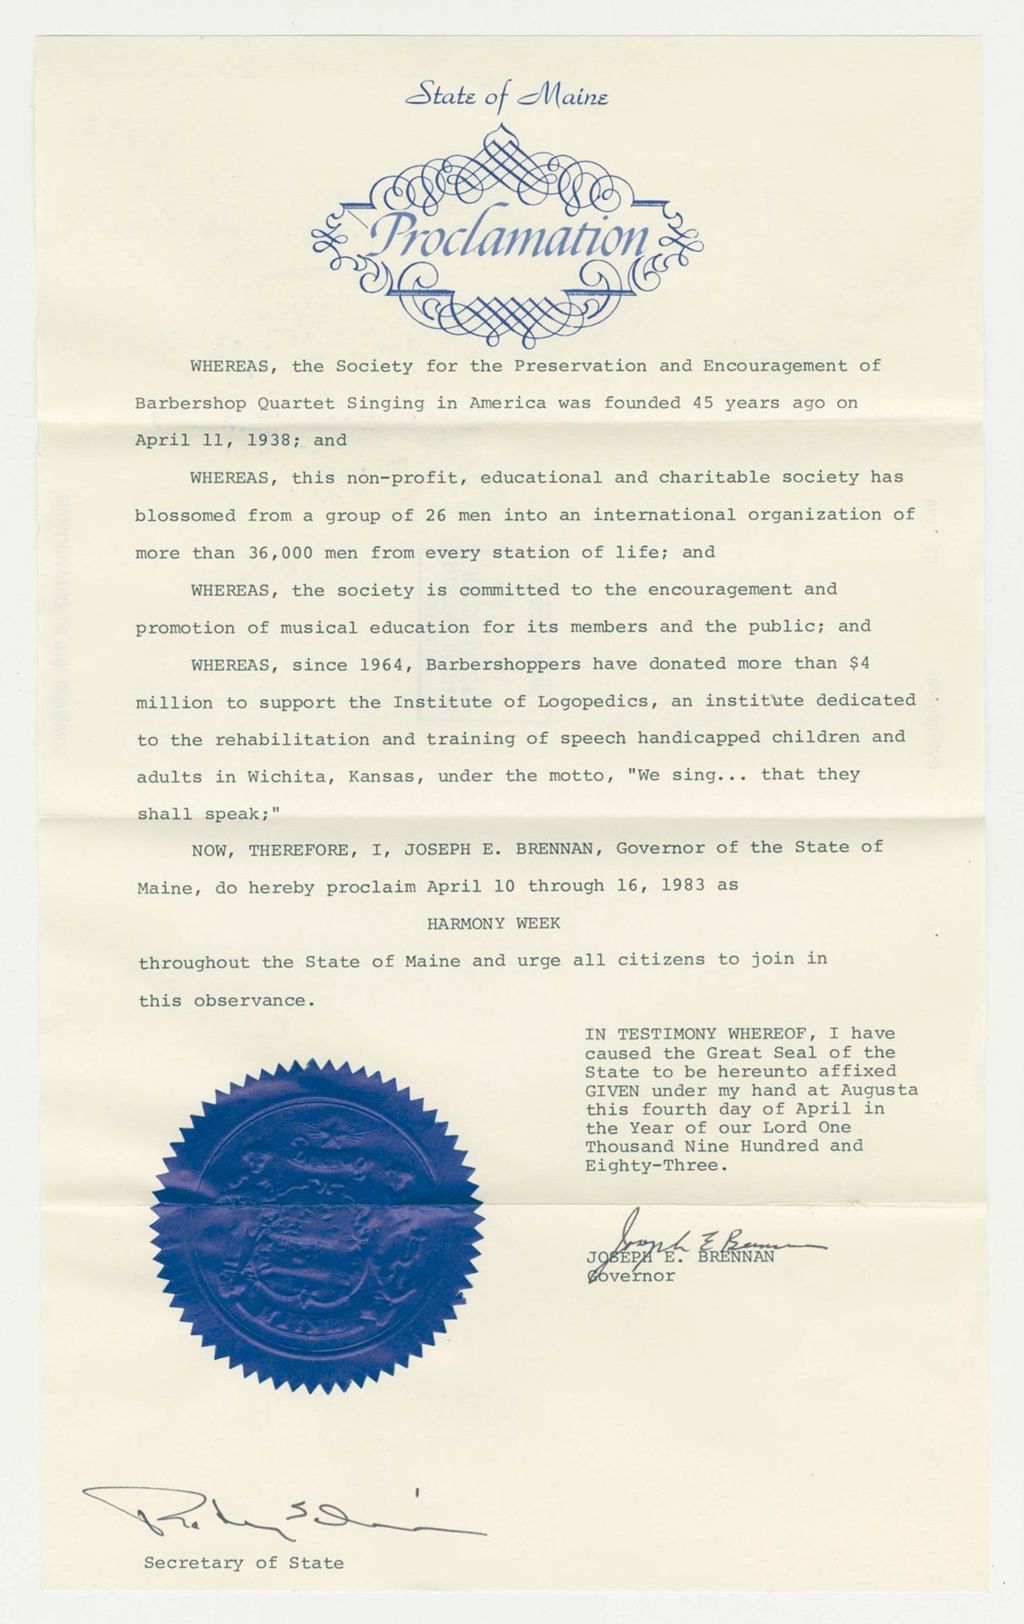 State of Maine
Proclamation
WHEREAS, the Society for the Preservation and Encouragement of
Barbershop Quartet Singing in America was founded 45 years ago on
April 11, 1938; and
WHEREAS, this non-profit, educational and charitable society has
blossomed from a group of 26 men into an international organization of
more than 36,000 men from every station of life; and
WHEREAS, the society is committed to the encouragement and
promotion of musical education for its members and the public; and
WHEREAS, since 1964, Barbershoppers have donated more than $4
million to support the Institute of Logopedics, an institute dedicated
to the rehabilitation and training of speech handicapped children and
adults in Wichita, Kansas, under the motto, "We sing... that they
shall speak;"
NOW, THEREFORE, I, JOSEPH E. BRENNAN, Governor of the State of
Maine, do hereby proclaim April 10 through 16, 1983 as
HARMONY WEEK
throughout the State of Maine and urge all citizens to join in
this observance.
IN TESTIMONY WHEREOF, I have
caused the Great Seal of the
State to be hereunto affixed
GIVEN under my hand at Augusta
this fourth day of April in
the Year of our Lord One
Thousand Nine Hundred and
Eighty-Three.
Joseph E Brennan
JOSEPH E. BRENNAN
Governor
Secretary of State